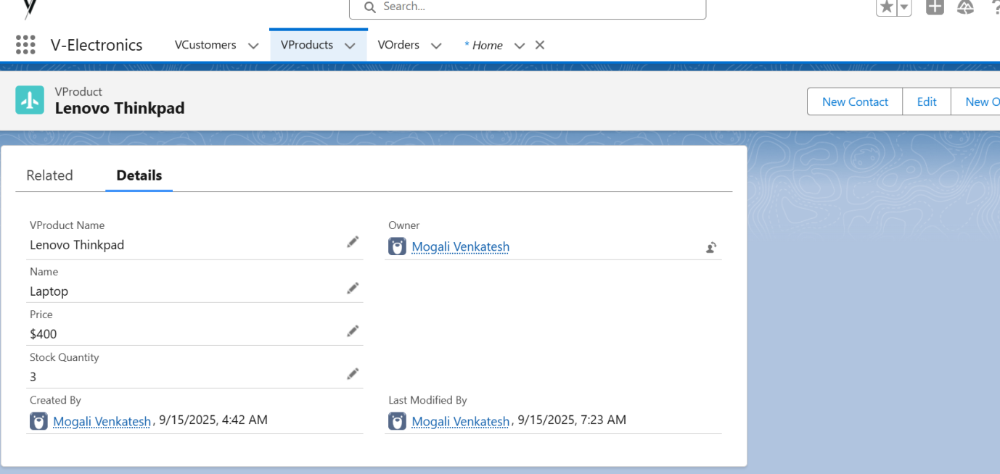 Search...
V-Electronics VCustomers VProducts VOrders * Home
VProduct
Lenovo Thinkpad
New Contact Edit New O
Related Details
VProduct Name
Lenovo Thinkpad
Owner
Mogali Venkatesh
Name
Laptop
Price
$400
Stock Quantity
3
Created By
Mogali Venkatesh, 9/15/2025, 4:42 AM
Last Modified By
Mogali Venkatesh, 9/15/2025, 7:23 AM